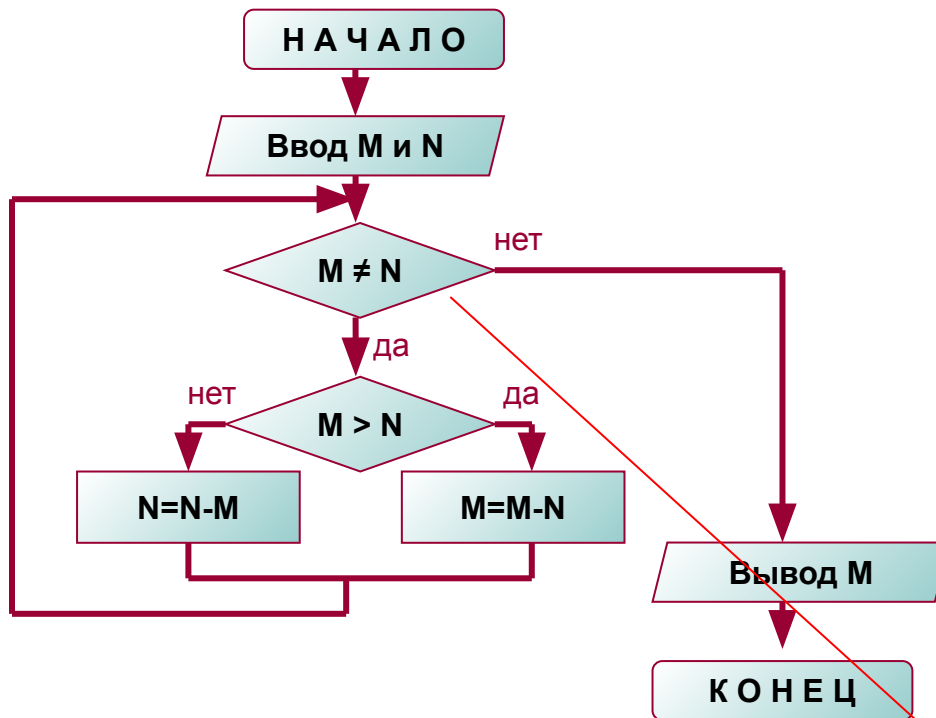 Н А Ч А Л О
Ввод M и N
нет
M ≠ N
да
нет
да
M > N
N=N-M
M=M-N
Вывод M
К О Н Е Ц